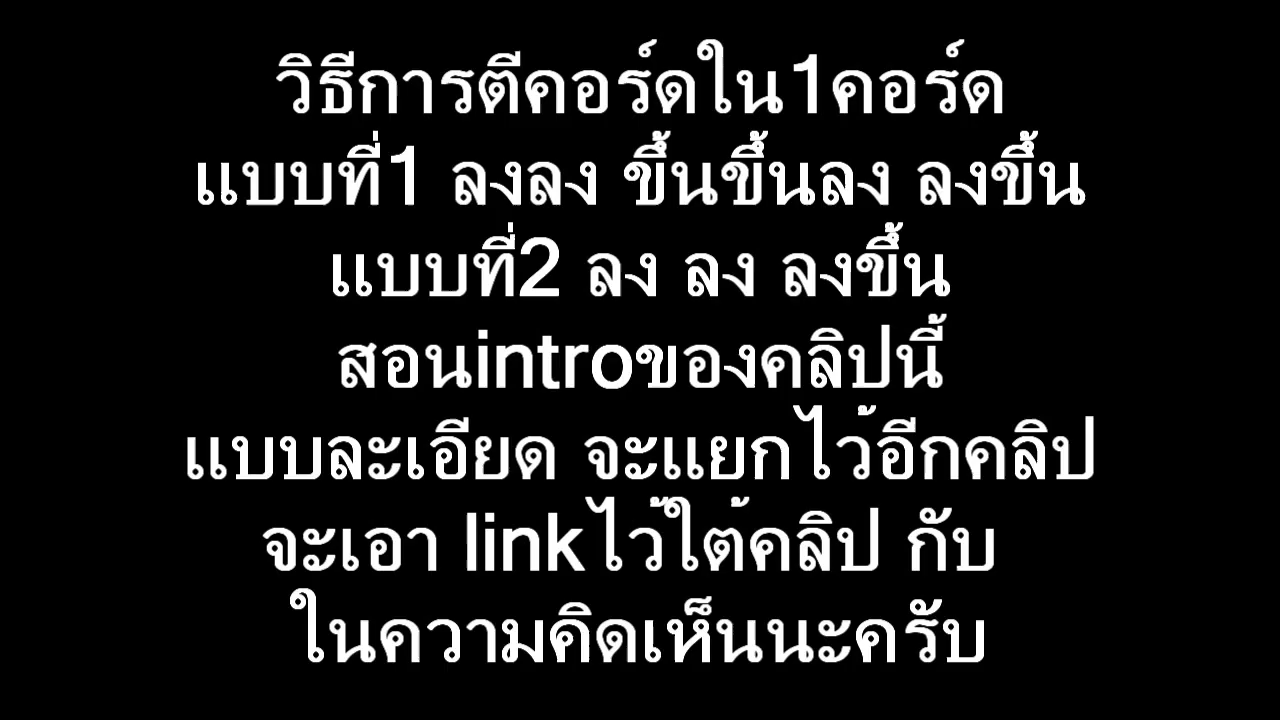 วิธีการตีคอร์ดใน1คอร์ด
แบบที่1 ลงลง ขึ้นขึ้นลง ลงขึ้น
แบบที่2 ลง ลง ลงขึ้น
สอนintroของคลิปนี้
แบบละเอียด จะแยกไว้อีกคลิป
จะเอา linkไว้ใต้คลิป กับ
ในความคิดเห็นนะครับ